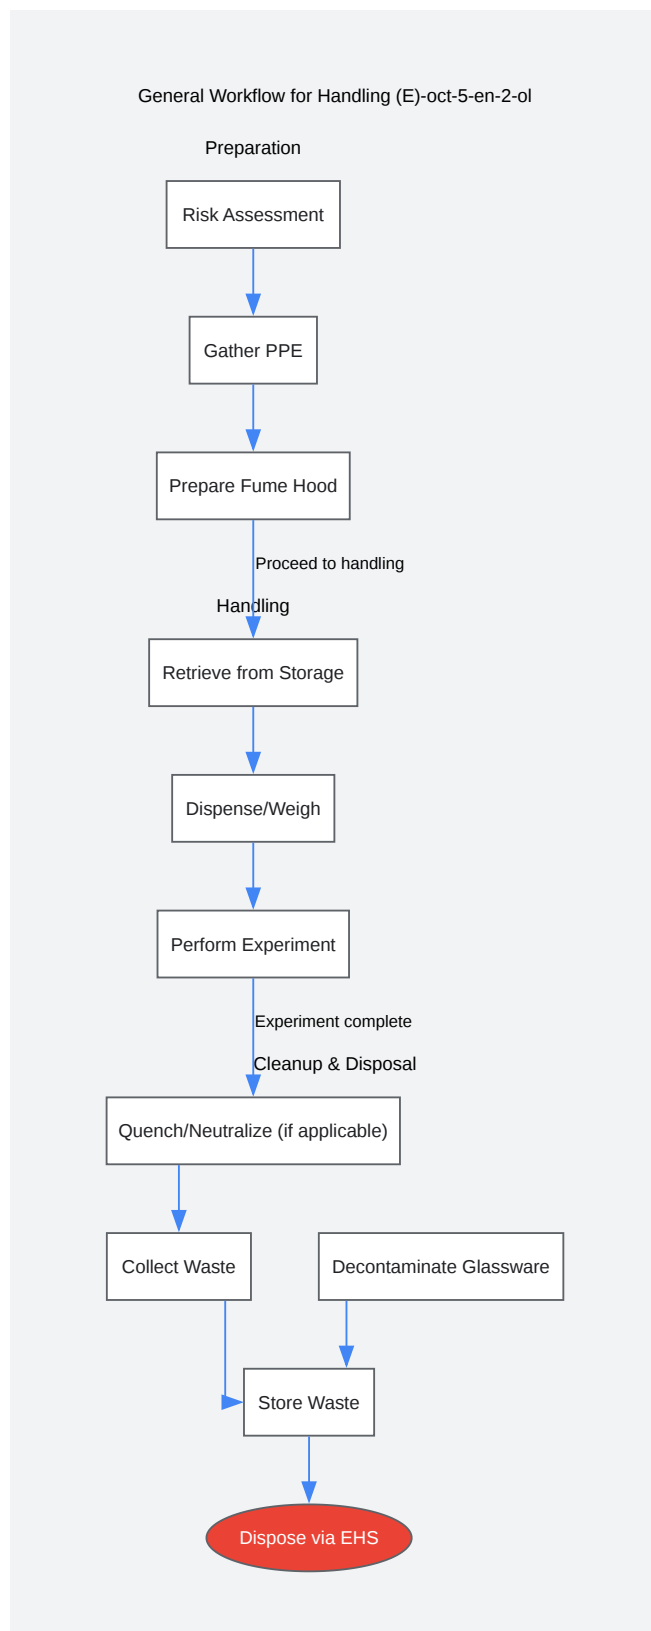 General Workflow for Handling (E)-oct-5-en-2-ol
Preparation
Risk Assessment
Gather PPE
Prepare Fume Hood
Proceed to handling
Handling
Retrieve from Storage
Dispense/Weigh
Perform Experiment
Experiment complete
Cleanup & Disposal
Quench/Neutralize (if applicable)
Collect Waste
Decontaminate Glassware
Store Waste
Dispose via EHS